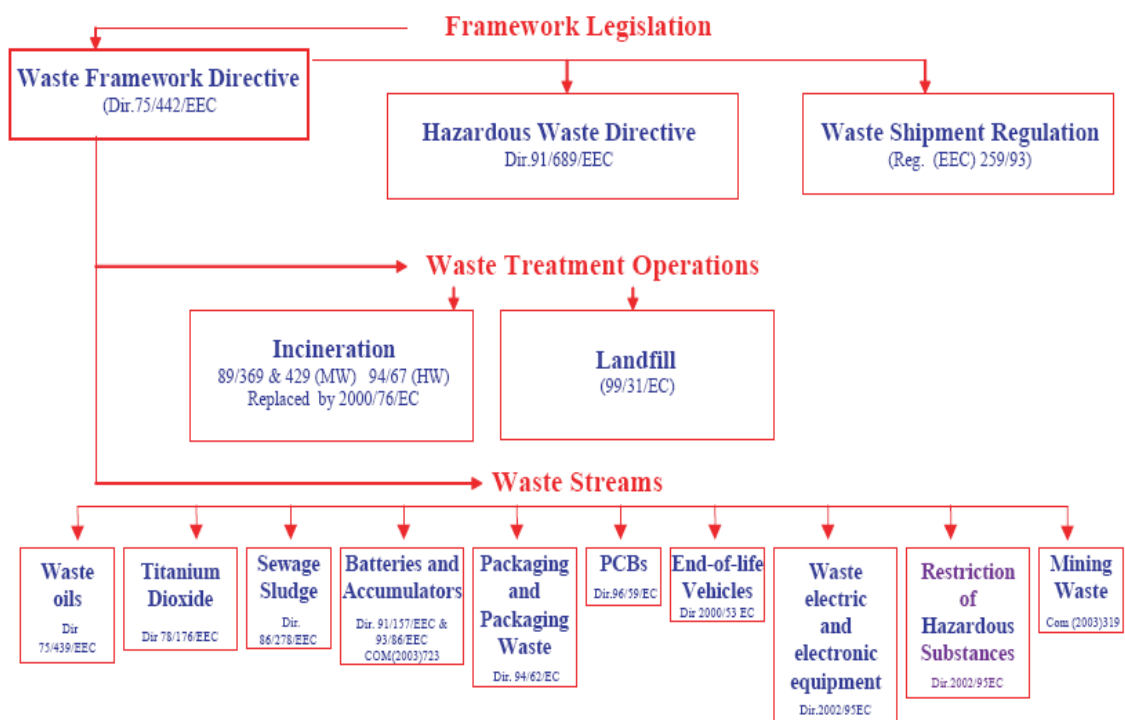 Framework Legislation
Waste Framework Directive
(Dir.75/442/EEC
Hazardous Waste Directive
Dir.91/689/EEC
Waste Shipment Regulation
(Reg. (EEC) 259/93)
Waste Treatment Operations
Incineration
89/369 & 429 (MW) 94/67 (HW)
Replaced by 2000/76/EC
Landfill
(99/31/EC)
Waste Streams
Waste
oils
Dir
75/439/EEC
Titanium
Dioxide
Dir 78/176/EEC
Sewage
Sludge
Dir.
86/278/EEC
Batteries and
Accumulators
Dir. 91/157/EEC &
93/86/EEC
COM(2003)723
Packaging
and
Packaging
Waste
Dir. 94/62/EC
PCBs
Dir.96/59/EC
End-of-life
Vehicles
Dir 2000/53 EC
Waste
electric
and
electronic
equipment
Dir.2002/95EC
Restriction
of
Hazardous
Substances
Dir.2002/95EC
Mining
Waste
Com (2003)319